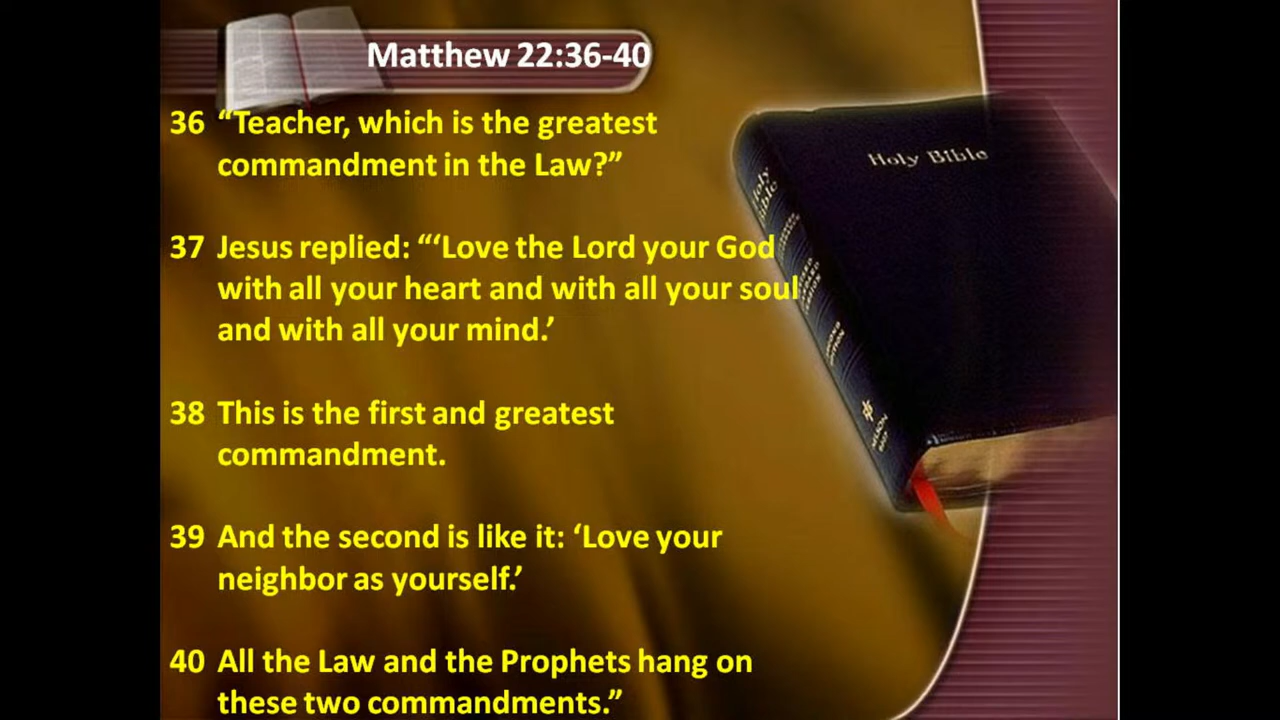 Matthew 22:36-40
36 “Teacher, which is the greatest
commandment in the Law?”
37 Jesus replied: “‘Love the Lord your God
with all your heart and with all your soul
and with all your mind.’
38 This is the first and greatest
commandment.
39 And the second is like it: ‘Love your
neighbor as yourself.’
40 All the Law and the Prophets hang on
these two commandments.”
Holy Bible
Holy
Bible